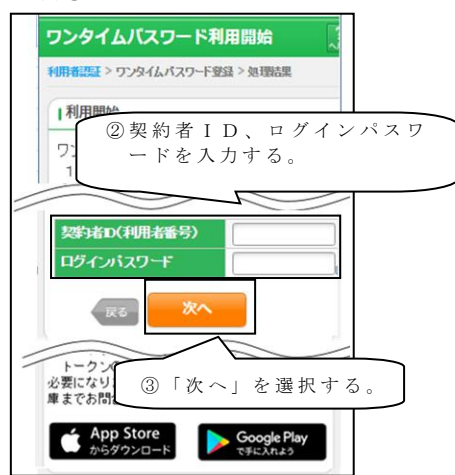 ワンタイムパスワード利用開始
利用者認証 > ワンタイムパスワード登録 > 処理結果
利用開始
②契約者ID、ログインパスワ
ードを入力する。
ワ
1
契約者ID(利用者番号)
ログインパスワード
戻る
次へ
トークンの
必要になり
庫までお問
③「次へ」を選択する。
App Store
からダウンロード
Google Play
で手に入れよう